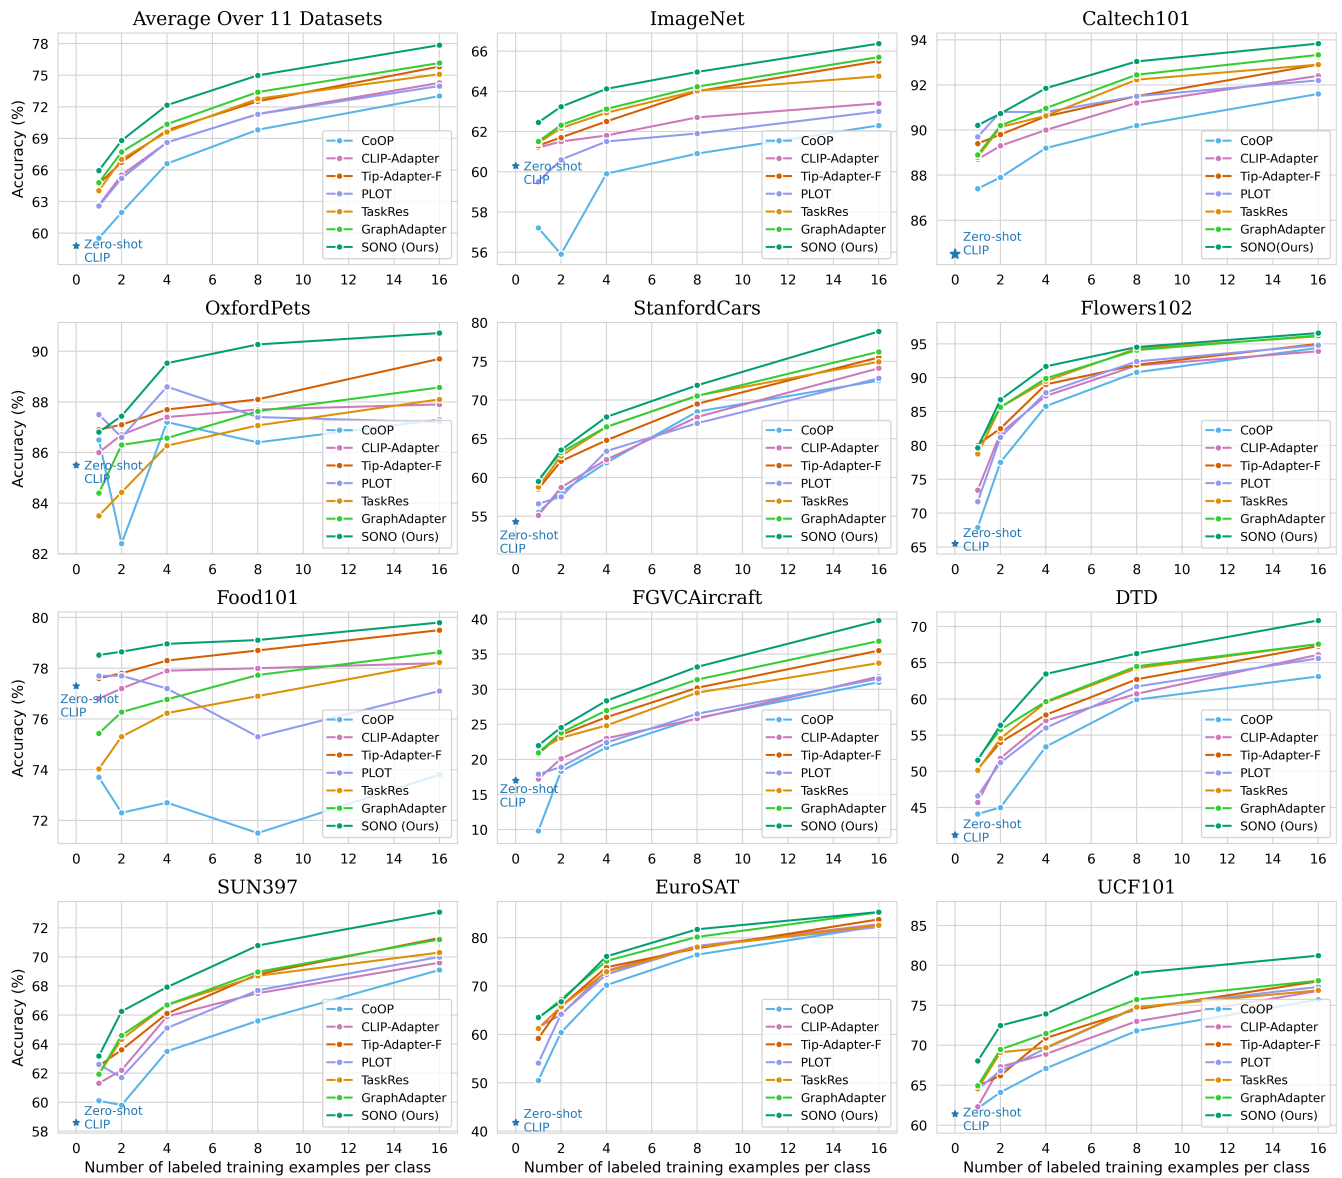 Average Over 11 Datasets
Accuracy (%)
78
75
72
69
66
63
60
0 2 4 6 8 10 12 14 16
Zero-shot
CLIP
CoOP
CLIP-Adapter
Tip-Adapter-F
PLOT
TaskRes
GraphAdapter
SONO (Ours)
ImageNet
66
64
62
60
58
56
0 2 4 6 8 10 12 14 16
Zero-shot
CLIP
CoOP
CLIP-Adapter
Tip-Adapter-F
PLOT
TaskRes
GraphAdapter
SONO (Ours)
Caltech101
94
92
90
88
86
0 2 4 6 8 10 12 14 16
Zero-shot
CLIP
CoOP
CLIP-Adapter
Tip-Adapter-F
PLOT
TaskRes
GraphAdapter
SONO(Ours)
OxfordPets
Accuracy (%)
90
88
86
84
82
0 2 4 6 8 10 12 14 16
Zero-shot
CLIP
CoOP
CLIP-Adapter
Tip-Adapter-F
PLOT
TaskRes
GraphAdapter
SONO (Ours)
StanfordCars
80
75
70
65
60
55
0 2 4 6 8 10 12 14 16
Zero-shot
CLIP
CoOP
CLIP-Adapter
Tip-Adapter-F
PLOT
TaskRes
GraphAdapter
SONO (Ours)
Flowers102
95
90
85
80
75
70
65
0 2 4 6 8 10 12 14 16
Zero-shot
CLIP
CoOP
CLIP-Adapter
Tip-Adapter-F
PLOT
TaskRes
GraphAdapter
SONO (Ours)
Food101
Accuracy (%)
80
78
76
74
72
0 2 4 6 8 10 12 14 16
Zero-shot
CLIP
CoOP
CLIP-Adapter
Tip-Adapter-F
PLOT
TaskRes
GraphAdapter
SONO (Ours)
FGVCAircraft
40
35
30
25
20
15
10
0 2 4 6 8 10 12 14 16
Zero-shot
CLIP
CoOP
CLIP-Adapter
Tip-Adapter-F
PLOT
TaskRes
GraphAdapter
SONO (Ours)
DTD
70
65
60
55
50
45
0 2 4 6 8 10 12 14 16
Zero-shot
CLIP
CoOP
CLIP-Adapter
Tip-Adapter-F
PLOT
TaskRes
GraphAdapter
SONO (Ours)
SUN397
Accuracy (%)
72
70
68
66
64
62
60
58
0 2 4 6 8 10 12 14 16
Zero-shot
CLIP
CoOP
CLIP-Adapter
Tip-Adapter-F
PLOT
TaskRes
GraphAdapter
SONO (Ours)
Number of labeled training examples per class
EuroSAT
80
70
60
50
40
0 2 4 6 8 10 12 14 16
Zero-shot
CLIP
CoOP
CLIP-Adapter
Tip-Adapter-F
PLOT
TaskRes
GraphAdapter
SONO (Ours)
Number of labeled training examples per class
UCF101
85
80
75
70
65
60
0 2 4 6 8 10 12 14 16
Zero-shot
CLIP
CoOP
CLIP-Adapter
Tip-Adapter-F
PLOT
TaskRes
GraphAdapter
SONO (Ours)
Number of labeled training examples per class